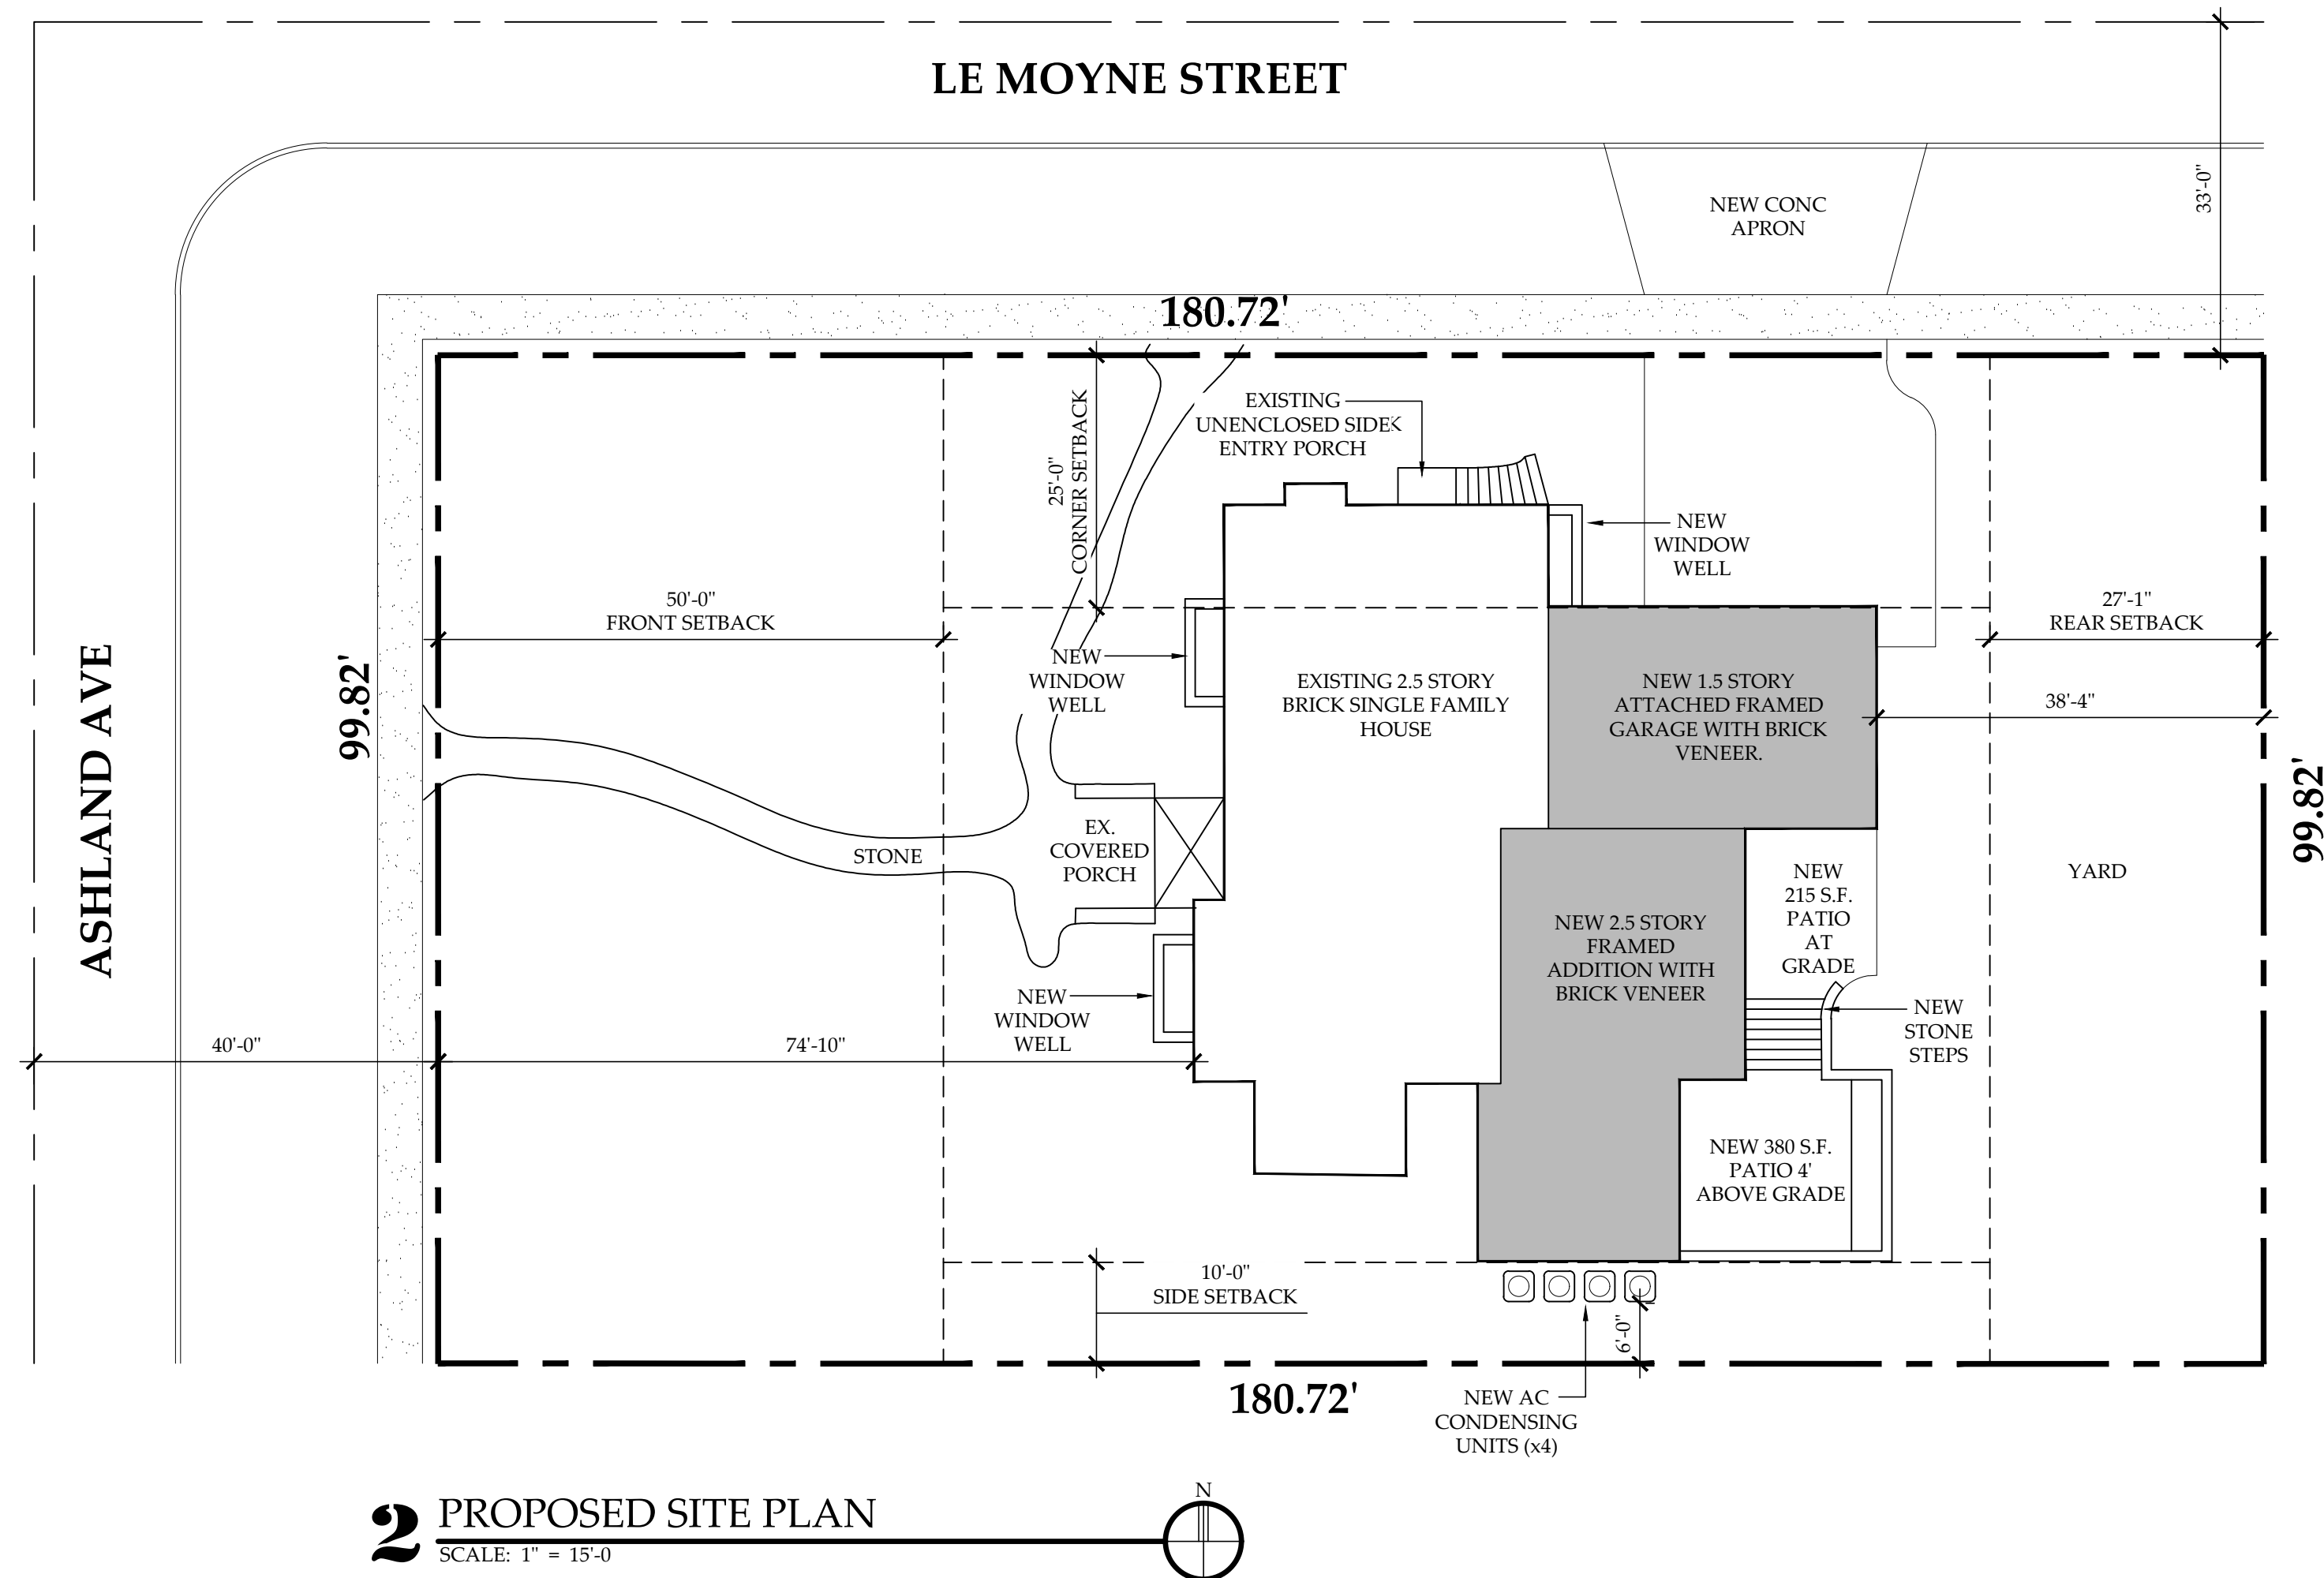 LE MOYNE STREET
33'-0"
NEW CONC
APRON
180.72'
EXISTING
UNENCLOSED SIDE
ENTRY PORCH
25'-0"
CORNER SETBACK
NEW
WINDOW
WELL
50'-0"
FRONT SETBACK
27'-1"
REAR SETBACK
ASHLAND AVE
99.82'
NEW
WINDOW
WELL
EXISTING 2.5 STORY
BRICK SINGLE FAMILY
HOUSE
NEW 1.5 STORY
ATTACHED FRAMED
GARAGE WITH BRICK
VENEER.
38'-4"
99.82'
STONE
EX.
COVERED
PORCH
NEW
215 S.F.
PATIO
AT
GRADE
YARD
NEW 2.5 STORY
FRAMED
ADDITION WITH
BRICK VENEER
NEW
WINDOW
WELL
NEW
STONE
STEPS
40'-0"
74'-10"
NEW 380 S.F.
PATIO 4'
ABOVE GRADE
10'-0"
SIDE SETBACK
6'-0"
180.72'
NEW AC
CONDENSING
UNITS (x4)
N
2 PROPOSED SITE PLAN
SCALE: 1" = 15'-0